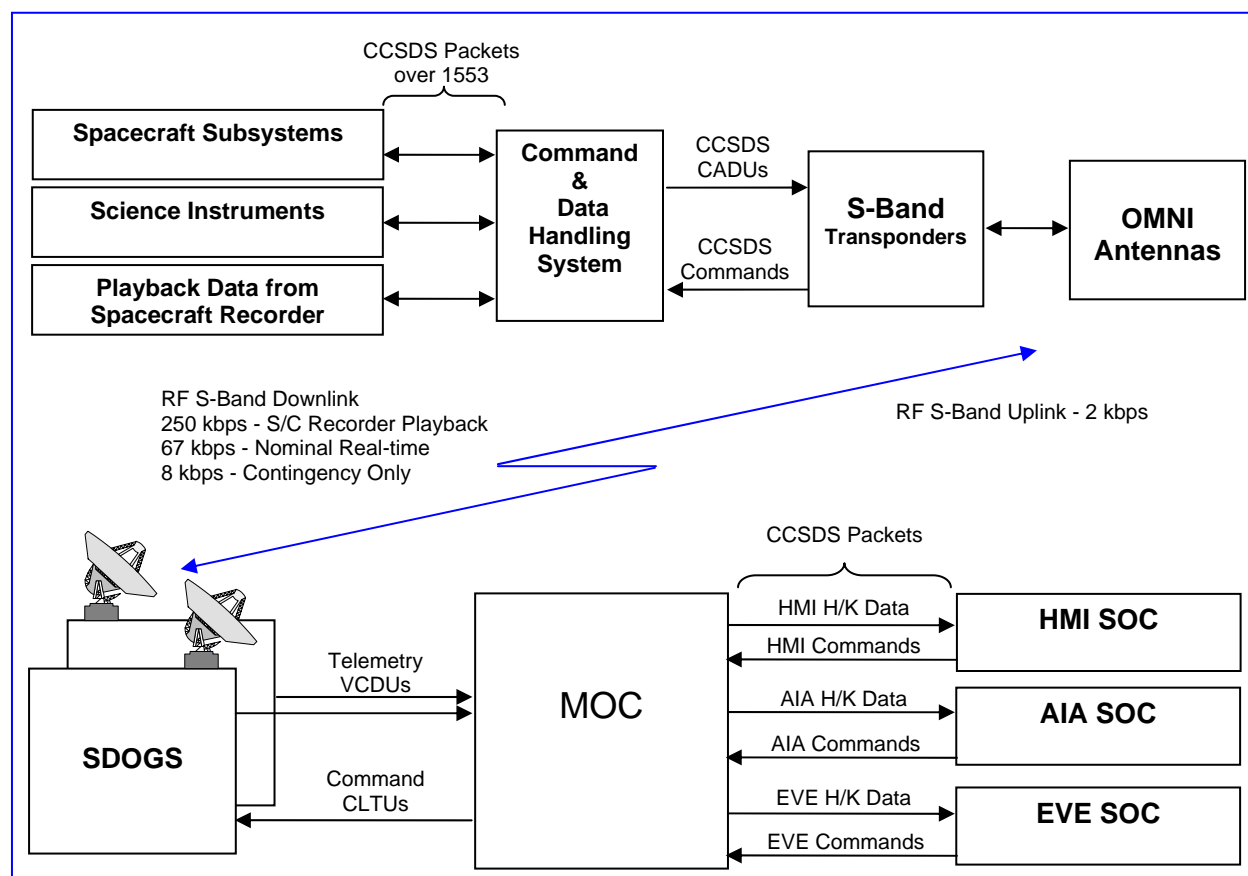 CCSDS Packets
over 1553
Spacecraft Subsystems
Science Instruments
Playback Data from
Spacecraft Recorder
Command
&
Data
Handling
System
CCSDS
CADUs
CCSDS
Commands
S-Band
Transponders
OMNI
Antennas
RF S-Band Downlink
250 kbps - S/C Recorder Playback
67 kbps - Nominal Real-time
8 kbps - Contingency Only
RF S-Band Uplink - 2 kbps
SDOGS
Telemetry
VCDUs
Command
CLTUs
MOC
CCSDS Packets
HMI H/K Data
HMI Commands
HMI SOC
AIA H/K Data
AIA Commands
AIA SOC
EVE H/K Data
EVE Commands
EVE SOC